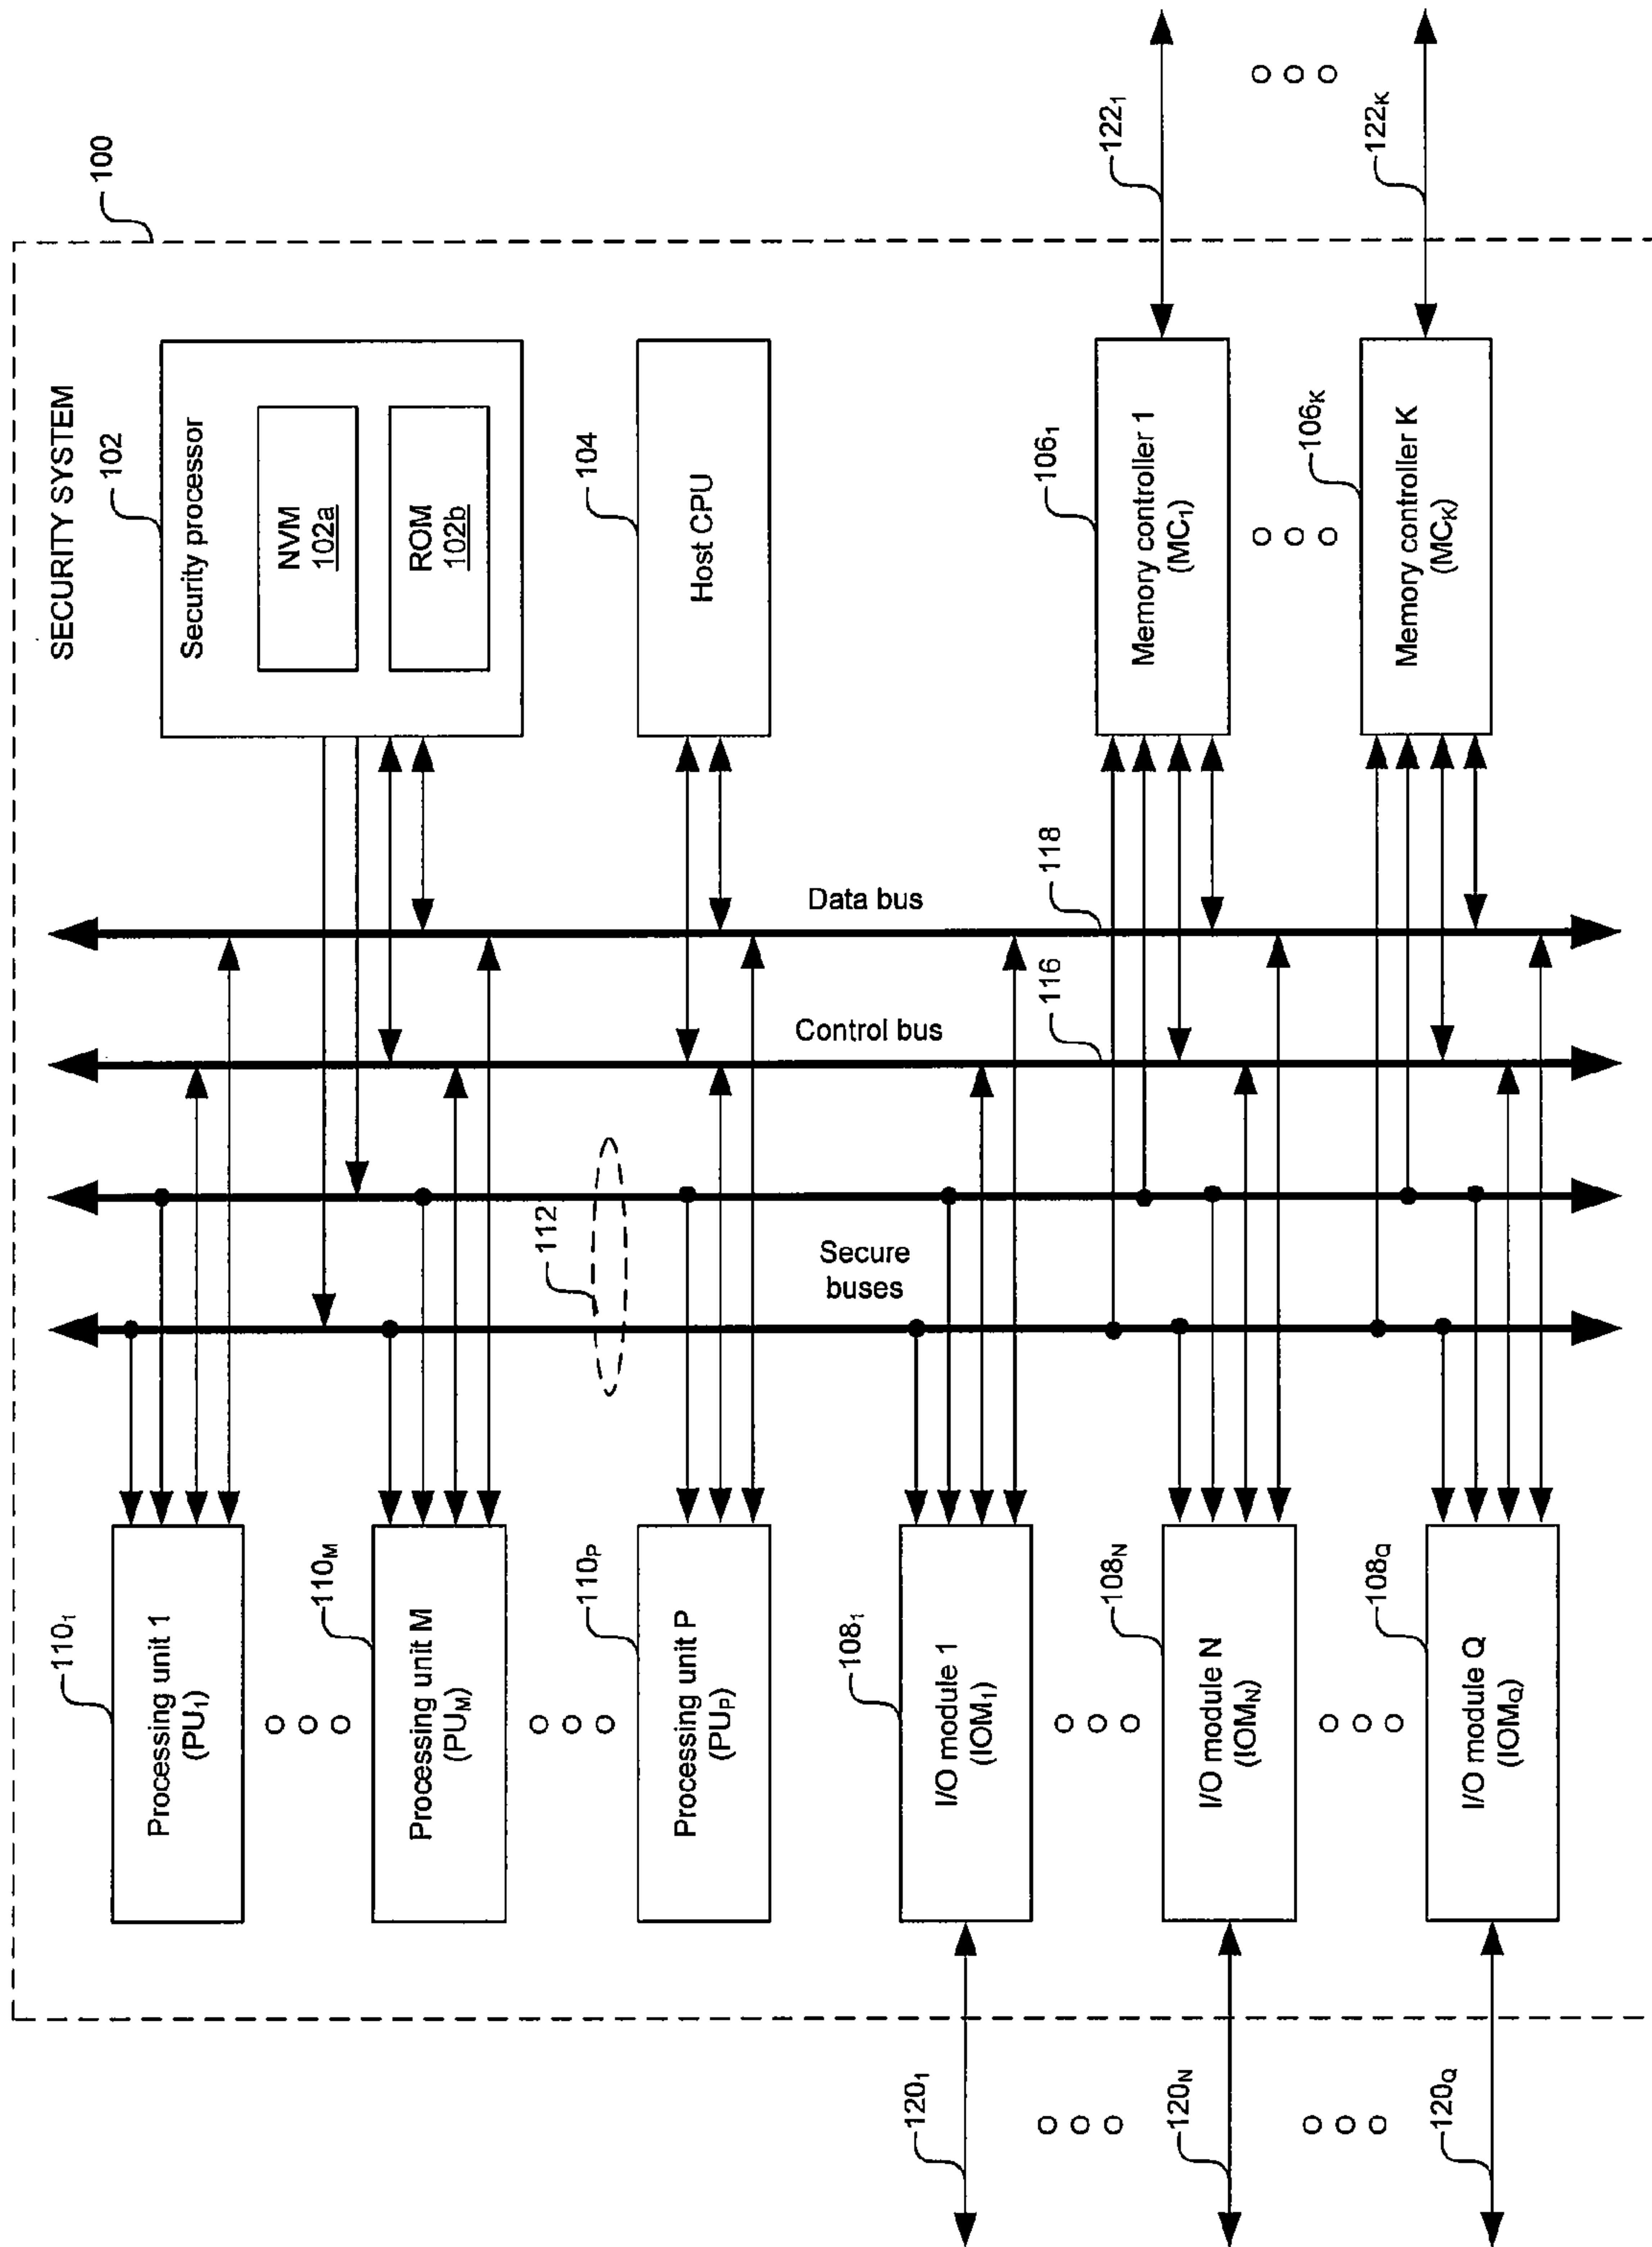 SECURITY SYSTEM
100
102
Security processor
NVM
102a
ROM
102b
104
Host CPU
106₁
Memory controller 1
(MC₁)
106K
Memory controller K
(MCK)
122₁
122K
Data bus
118
Control bus
116
Secure
buses
112
110₁
Processing unit 1
(PU₁)
110M
Processing unit M
(PUM)
110P
Processing unit P
(PUP)
108₁
I/O module 1
(IOM₁)
108N
I/O module N
(IOMN)
108Q
I/O module Q
(IOMQ)
120₁
120N
120Q